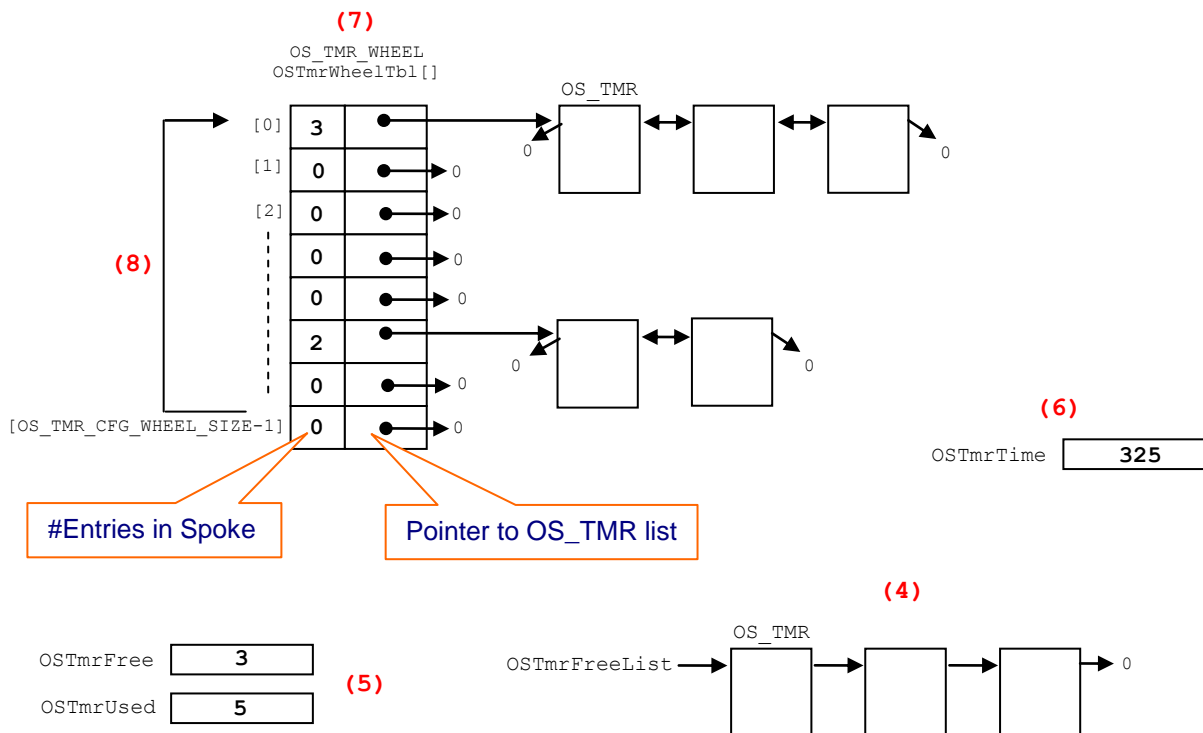 (7)
OS_TMR_WHEEL
OSTmrWheelTbl[]
OS_TMR
[0] 3
0
0
[1] 0 0
[2] 0 0
(8)
0 0
0 0
2
0
0
0 0
[OS_TMR_CFG_WHEEL_SIZE-1] 0 0
(6)
OSTmrTime 325
#Entries in Spoke
Pointer to OS_TMR list
(4)
OS_TMR
OSTmrFreeList 0
OSTmrFree 3
(5)
OSTmrUsed 5